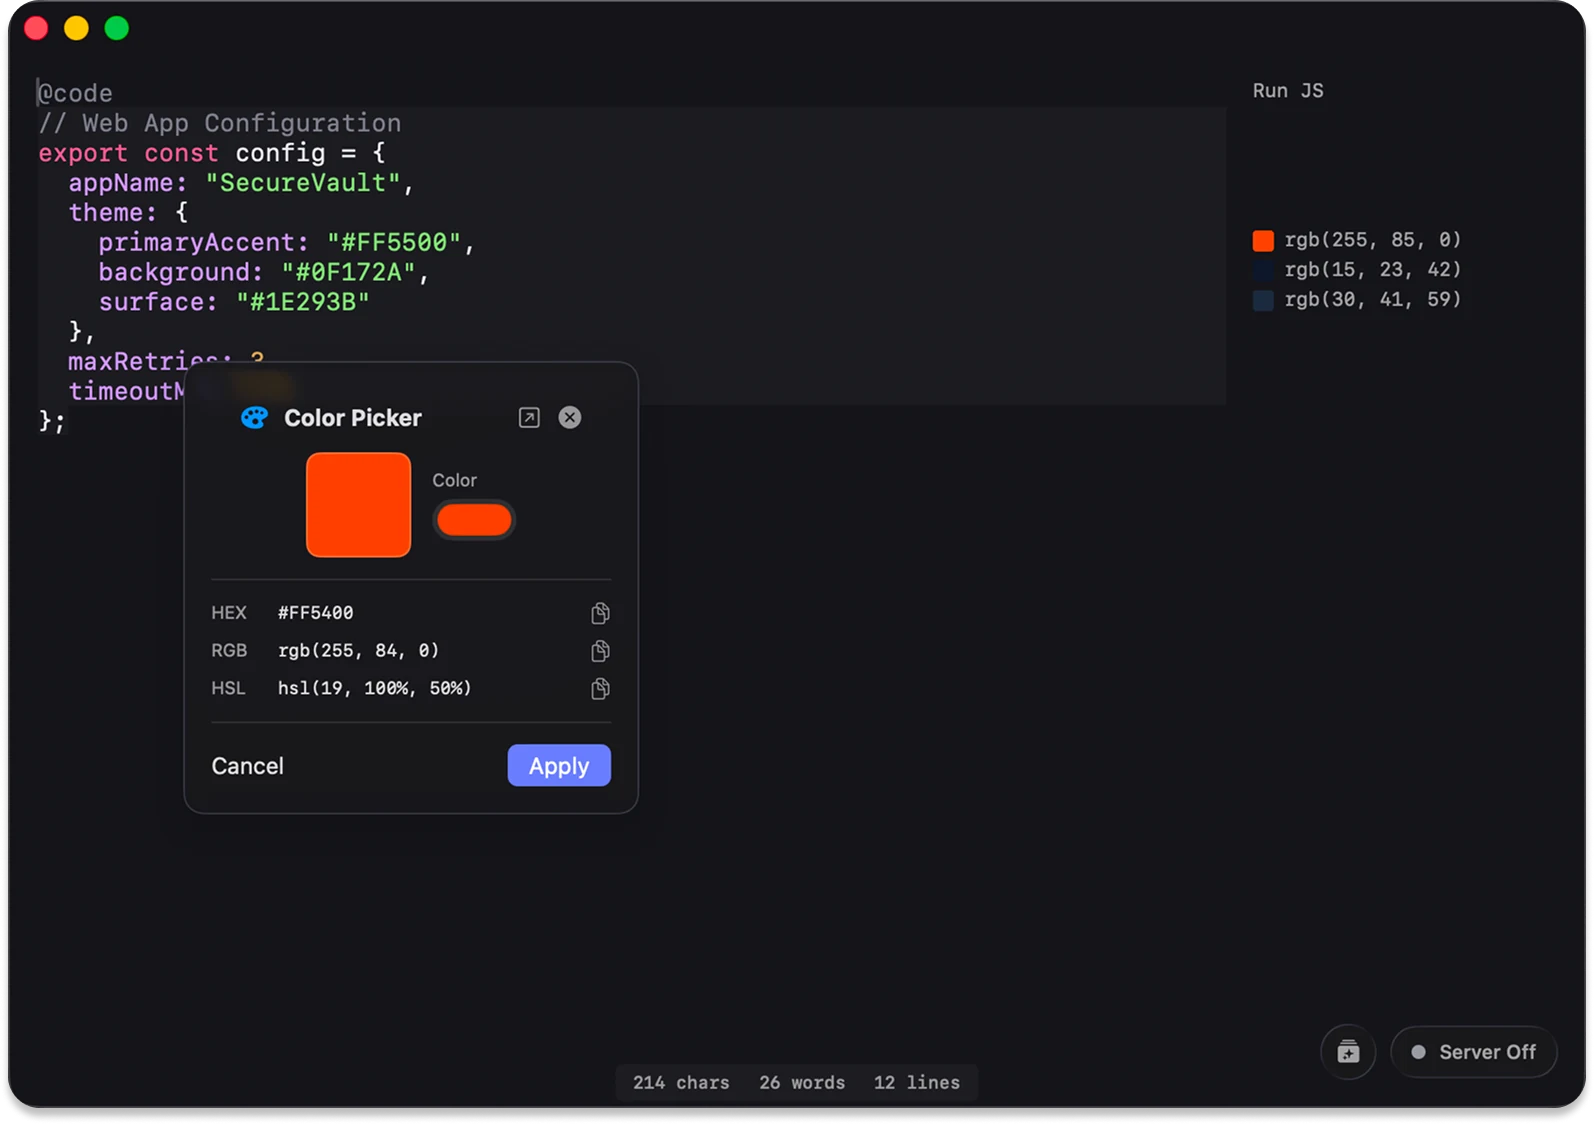 @code
Run JS
// Web App Configuration
export const config = {
appName: "SecureVault",
theme: {
primaryAccent: "#FF5500",
rgb(255, 85, 0)
background: "#0F172A",
rgb(15, 23, 42)
surface: "#1E293B"
rgb(30, 41, 59)
},
maxRetries: 3
timeoutM
};
Color Picker
Color
HEX #FF5400
RGB rgb(255, 84, 0)
HSL hsl(19, 100%, 50%)
Cancel Apply
Server Off
214 chars 26 words 12 lines